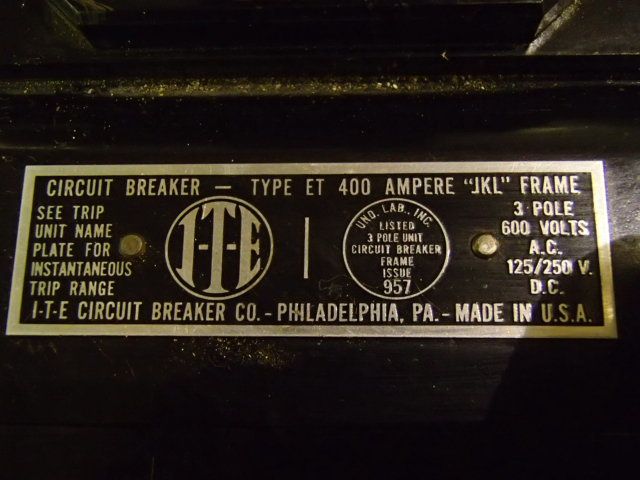 CIRCUIT BREAKER — TYPE ET 400 AMPERE "JKL" FRAME
SEE TRIP
UNIT NAME
PLATE FOR
INSTANTANEOUS
TRIP RANGE
I-T-E
UND. LAB., INC.
LISTED
3 POLE UNIT
CIRCUIT BREAKER
FRAME
ISSUE
957
3 POLE
600 VOLTS
A.C.
125/250 V.
D.C.
I-T-E CIRCUIT BREAKER CO. - PHILADELPHIA, PA. - MADE IN U.S.A.